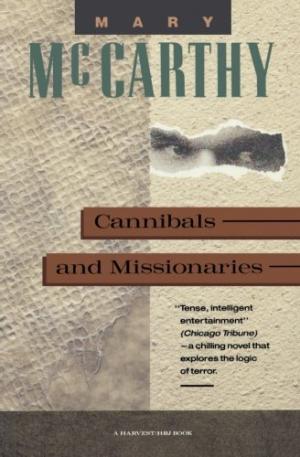 MARY
McCARTHY
Cannibals
and Missionaries
"Tense, intelligent
entertainment"
(Chicago Tribune)
—a chilling novel that
explores the logic
of terror.
A HARVEST/HBJ BOOK